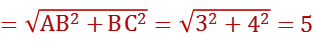 = √(AB² + BC²) = √(3² + 4²) = 5